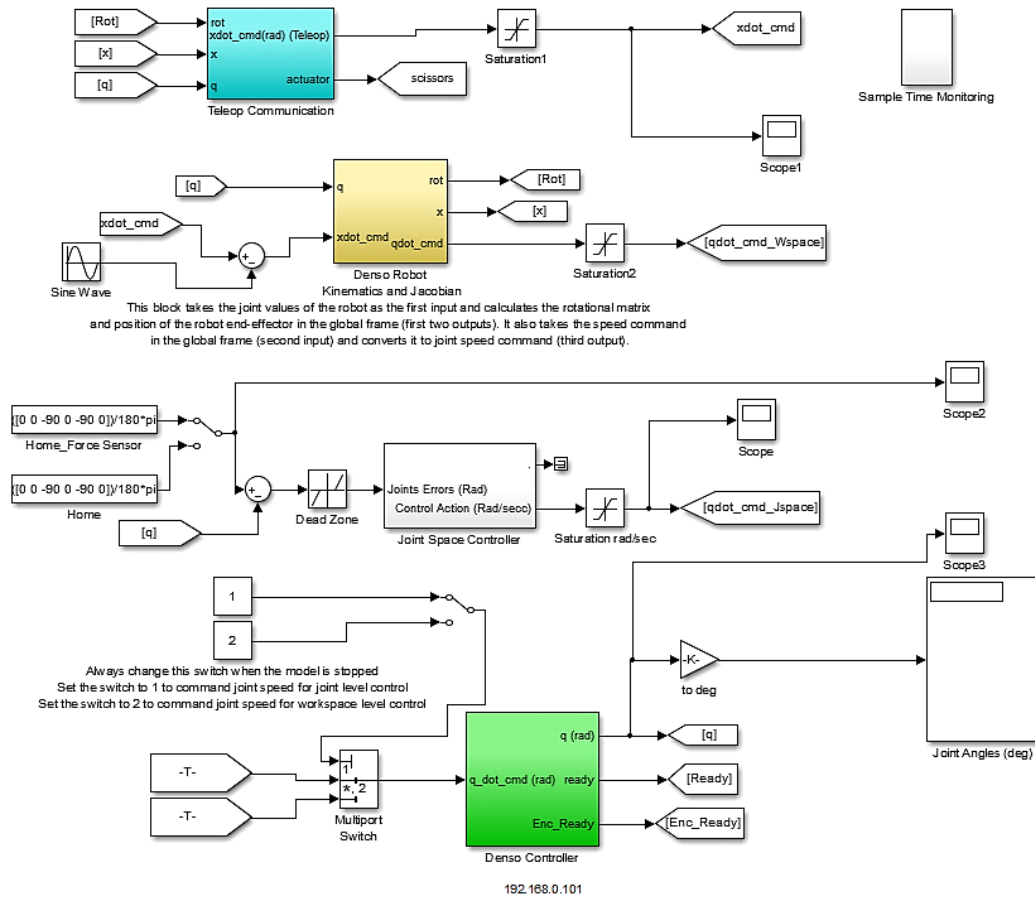 [Rot]
rot
xdot_cmd(rad) (Teleop)
[x]
x
[q]
q
actuator
Teleop Communication
scissors
Saturation1
xdot_cmd
Scope1
Sample Time Monitoring
[q]
q
rot
[Rot]
x
[x]
xdot_cmd
xdot_cmd
qdot_cmd
+
_
Sine Wave
Denso Robot
Kinematics and Jacobian
Saturation2
[qdot_cmd_Wspace]
This block takes the joint values of the robot as the first input and calculates the rotational matrix
and position of the robot end-effector in the global frame (first two outputs). It also takes the speed command
in the global frame (second input) and converts it to joint speed command (third output).
Scope2
([0 0 -90 0 -90 0])/180*pi
Home_Force Sensor
([0 0 -90 0 -90 0])/180*pi
Home
[q]
+
_
Dead Zone
Joints Errors (Rad)
.
Control Action (Rad/secc)
Joint Space Controller
Saturation rad/sec
Scope
[qdot_cmd_Jspace]
Scope3
1
2
Always change this switch when the model is stopped
Set the switch to 1 to command joint speed for joint level control
Set the switch to 2 to command joint speed for workspace level control
-K-
to deg
Joint Angles (deg)
-T-
-T-
1
*, 2
Multiport
Switch
q_dot_cmd (rad)
q (rad)
ready
Enc_Ready
Denso Controller
[q]
[Ready]
[Enc_Ready]
192.168.0.101